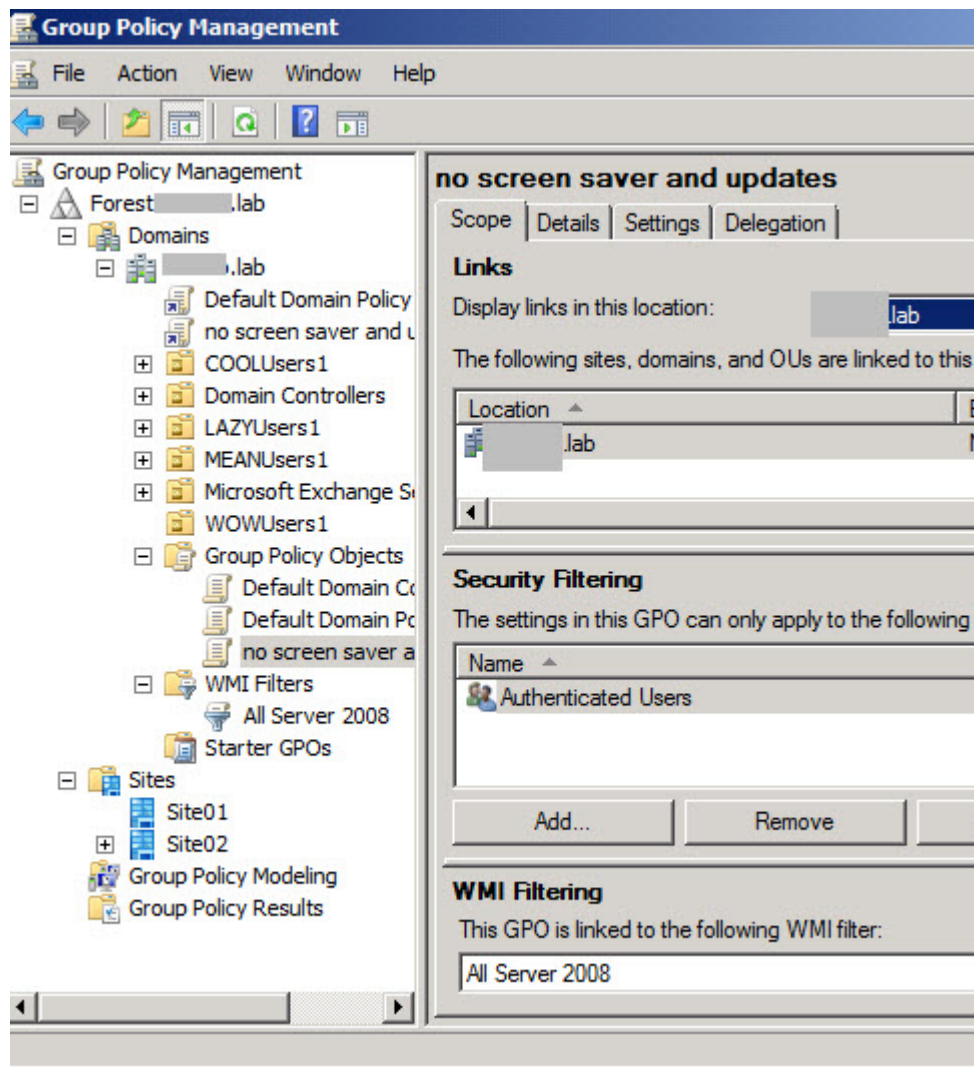 Group Policy Management
File Action View Window Help
Group Policy Management
Forest .lab
Domains
.lab
Default Domain Policy
no screen saver and u
COOLUsers1
Domain Controllers
LAZYUsers1
MEANUsers1
Microsoft Exchange Se
WOWUsers1
Group Policy Objects
Default Domain Co
Default Domain Po
no screen saver a
WMI Filters
All Server 2008
Starter GPOs
Sites
Site01
Site02
Group Policy Modeling
Group Policy Results
no screen saver and updates
Scope Details Settings Delegation
Links
Display links in this location: .lab
The following sites, domains, and OUs are linked to this
Location E
.lab N
Security Filtering
The settings in this GPO can only apply to the following
Name
Authenticated Users
Add... Remove
WMI Filtering
This GPO is linked to the following WMI filter:
All Server 2008